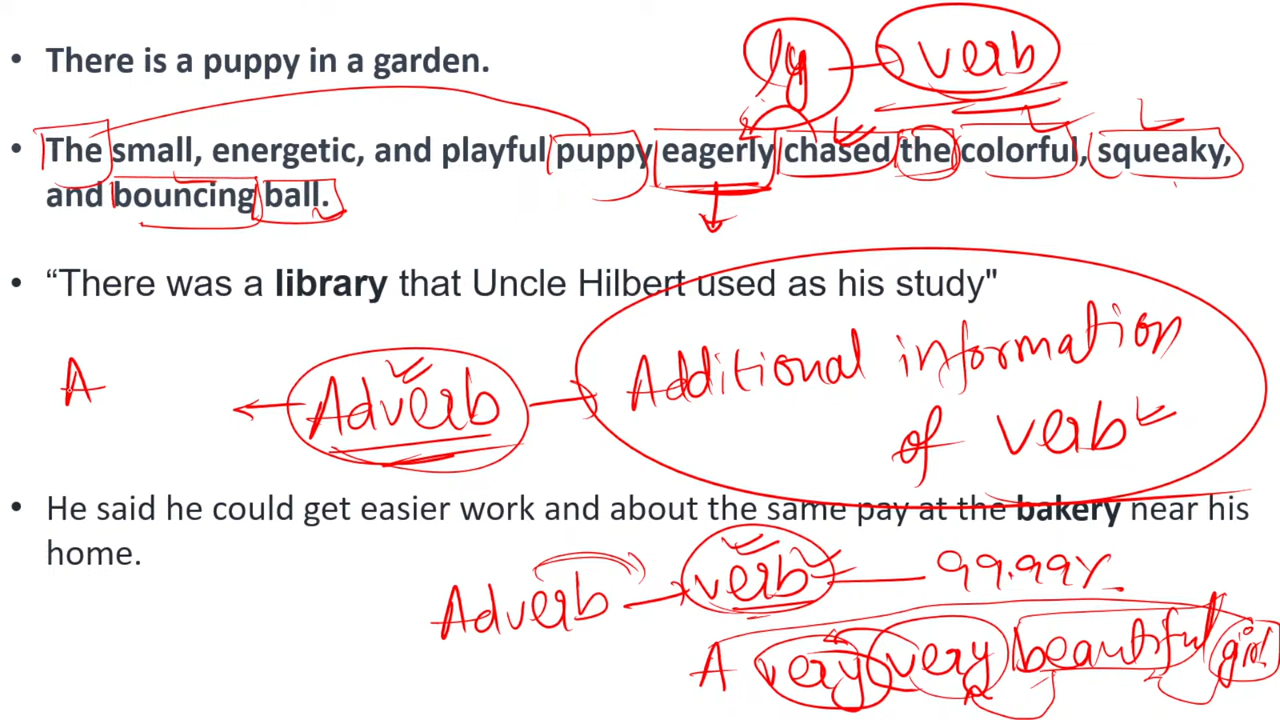 • There is a puppy in a garden.
ly verb
• The small, energetic, and playful puppy eagerly chased the colorful, squeaky,
and bouncing ball.
• “There was a library that Uncle Hilbert used as his study"
A Adverb Additional information
of verb
• He said he could get easier work and about the same pay at the bakery near his
home.
Adverb verb 99.99%
A very very beautiful girl